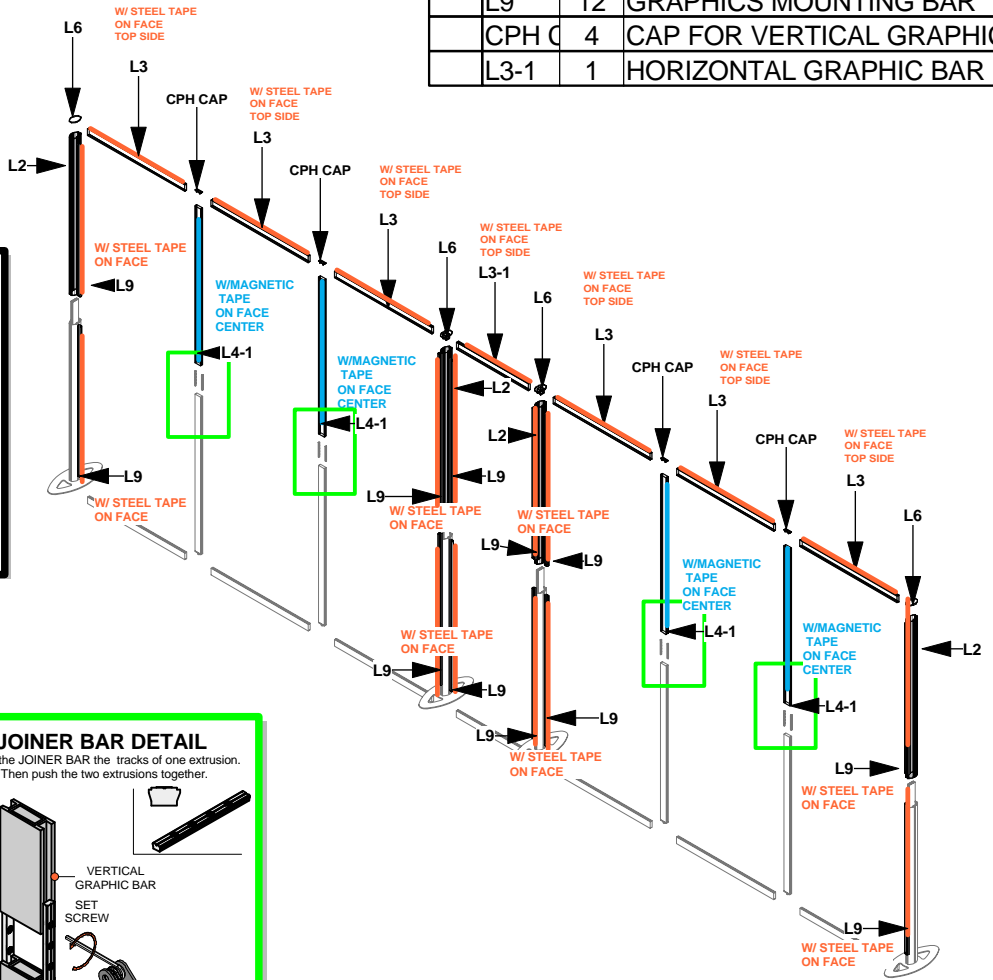 L9 12 GRAPHICS MOUNTING BAR
CPH 4 CAP FOR VERTICAL
L3-1 1 HORIZONTAL GRAPHIC BAR
W/ STEEL TAPE
ON FACE
TOP SIDE
L6
L3
CPH CAP
W/ STEEL TAPE
ON FACE
TOP SIDE
L3
L2
CPH CAP
W/ STEEL TAPE
ON FACE
TOP SIDE
L3
W/ STEEL TAPE
ON FACE
TOP SIDE
L6
L3-1
W/ STEEL TAPE
ON FACE
L9
W/MAGNETIC
TAPE
ON FACE
CENTER
L4-1
W/ STEEL TAPE
ON FACE
TOP SIDE
L6
L3
W/MAGNETIC
TAPE
ON FACE
CENTER
L4-1
L2
CPH CAP
W/ STEEL TAPE
ON FACE
TOP SIDE
L3
L2
CPH CAP
W/ STEEL TAPE
ON FACE
TOP SIDE
L3
L6
L9
W/ STEEL TAPE
ON FACE
L9
L9
W/ STEEL TAPE
ON FACE
W/ STEEL TAPE
ON FACE
L9
L9
W/MAGNETIC
TAPE
ON FACE
CENTER
L4-1
W/MAGNETIC
TAPE
ON FACE
CENTER
L4-1
L2
W/ STEEL TAPE
ON FACE
L9
L9
L9
L9
W/ STEEL TAPE
ON FACE
L9
W/ STEEL TAPE
ON FACE
L9
W/ STEEL TAPE
ON FACE
JOINER BAR DETAIL
the JOINER BAR the tracks of one extrusion.
Then push the two extrusions together.
VERTICAL
GRAPHIC BAR
SET
SCREW